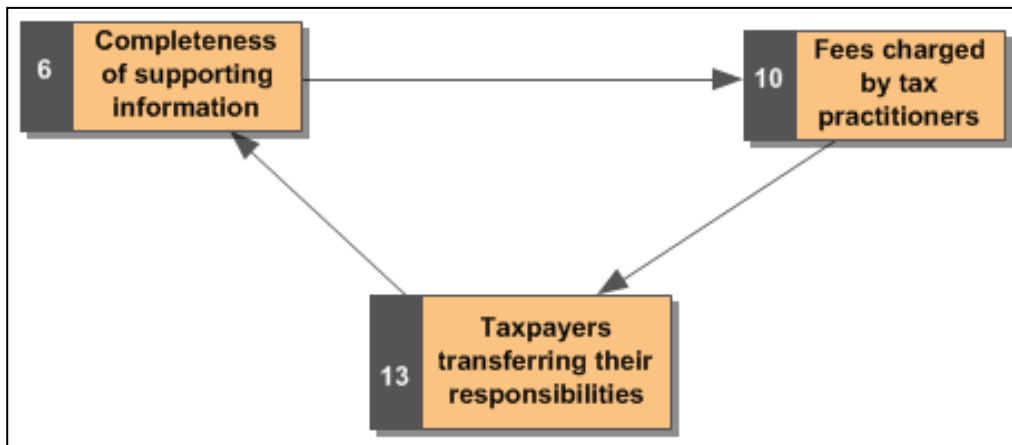 6
Completeness
of supporting
information
10
Fees charged
by tax
practitioners
13
Taxpayers
transferring their
responsibilities